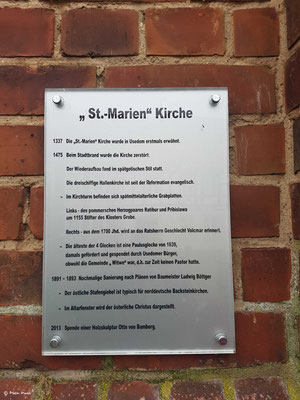 „ St.-Marien“ Kirche
1337 Die „St.-Marien“ Kirche wurde in Usedom erstmals erwähnt.
1475 Beim Stadtbrand wurde die Kirche zerstört.
Der Wiederaufbau fand im spätgotischen Stil statt.
Die dreischiffige Hallenkirche ist seit der Reformation evangelisch.
- Im Kirchturm befinden sich spätmittelalterliche Grabplatten.
Links - des pommerschen Herzogpaares Ratibor und Pribislawa
um 1155 Stifter des Klosters Grobe.
Rechts - aus dem 1700 Jhd. wird an das Ratsherrn Geschlecht Volcmar erinnert.
- Die älteste der 4 Glocken ist eine Paulusglocke von 1630,
damals gefordert und gespendet durch Usedomer Bürger,
obwohl die Gemeinde „ Witwe“ war, d.h. zur Zeit keinen Pastor hatte.
1891 - 1893 Nochmalige Sanierung nach Plänen von Baumeister Ludwig Böttger
- Der östliche Stufengiebel ist typisch für norddeutsche Backsteinkirchen.
- Im Altarfenster wird der österliche Christus dargestellt.
2013 Spende einer Holzskulptur Otto von Bamberg.